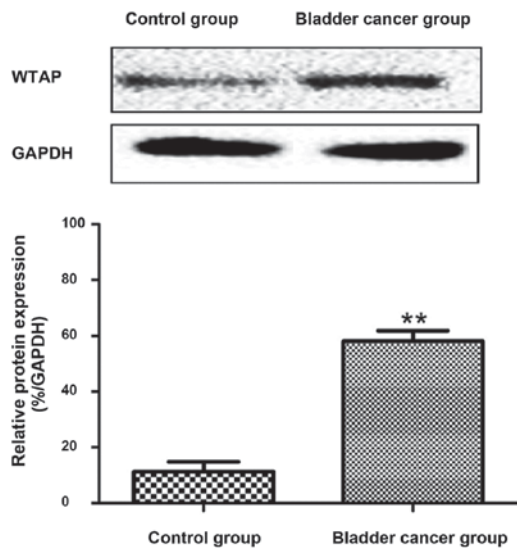 Control group Bladder cancer group
WTAP
GAPDH
Relative protein expression
(%/GAPDH)
100
80
60
40
20
0
**
Control group Bladder cancer group